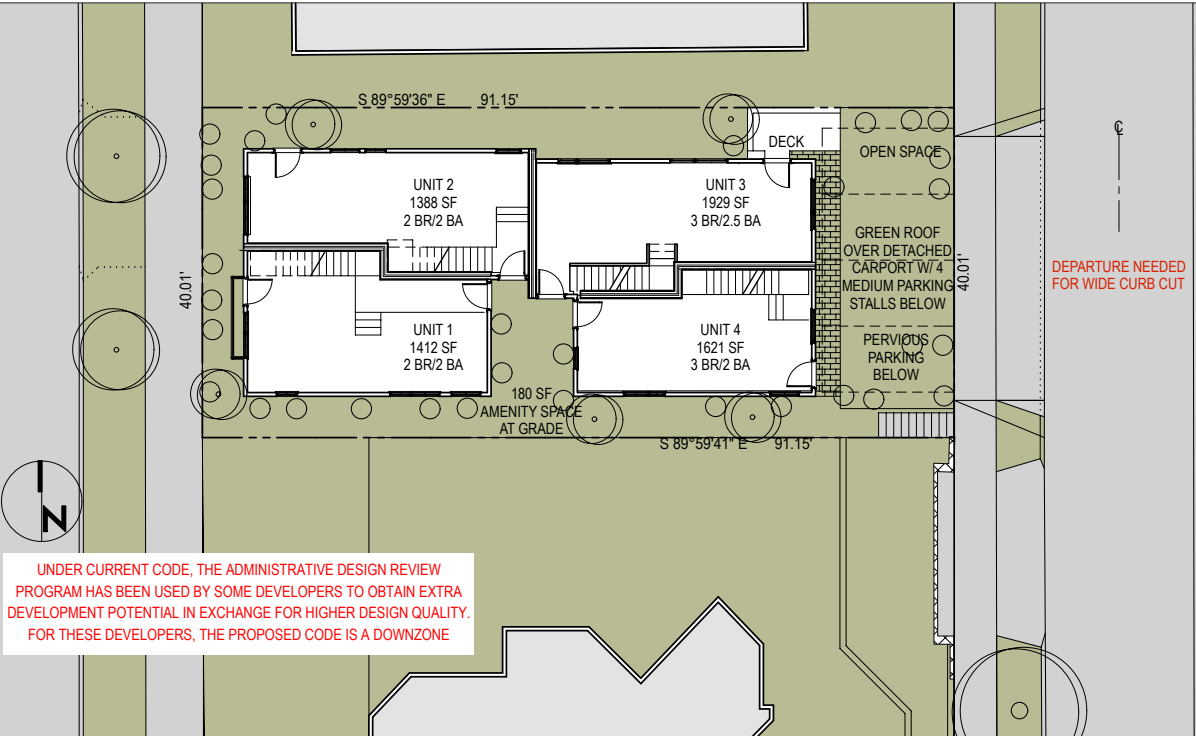 S 89°59'36" E 91.15'
DECK
OPEN SPACE
℄
UNIT 2
1388 SF
2 BR/2 BA
UNIT 3
1929 SF
3 BR/2.5 BA
GREEN ROOF
OVER DETACHED
CARPORT W/ 4
MEDIUM PARKING
STALLS BELOW
40.01'
40.01'
DEPARTURE NEEDED
FOR WIDE CURB CUT
UNIT 1
1412 SF
2 BR/2 BA
UNIT 4
1621 SF
3 BR/2 BA
PERVIOUS
PARKING
BELOW
180 SF
AMENITY SPACE
AT GRADE
S 89°59'41" E 91.15'
N
UNDER CURRENT CODE, THE ADMINISTRATIVE DESIGN REVIEW
PROGRAM HAS BEEN USED BY SOME DEVELOPERS TO OBTAIN EXTRA
DEVELOPMENT POTENTIAL IN EXCHANGE FOR HIGHER DESIGN QUALITY.
FOR THESE DEVELOPERS, THE PROPOSED CODE IS A DOWNZONE